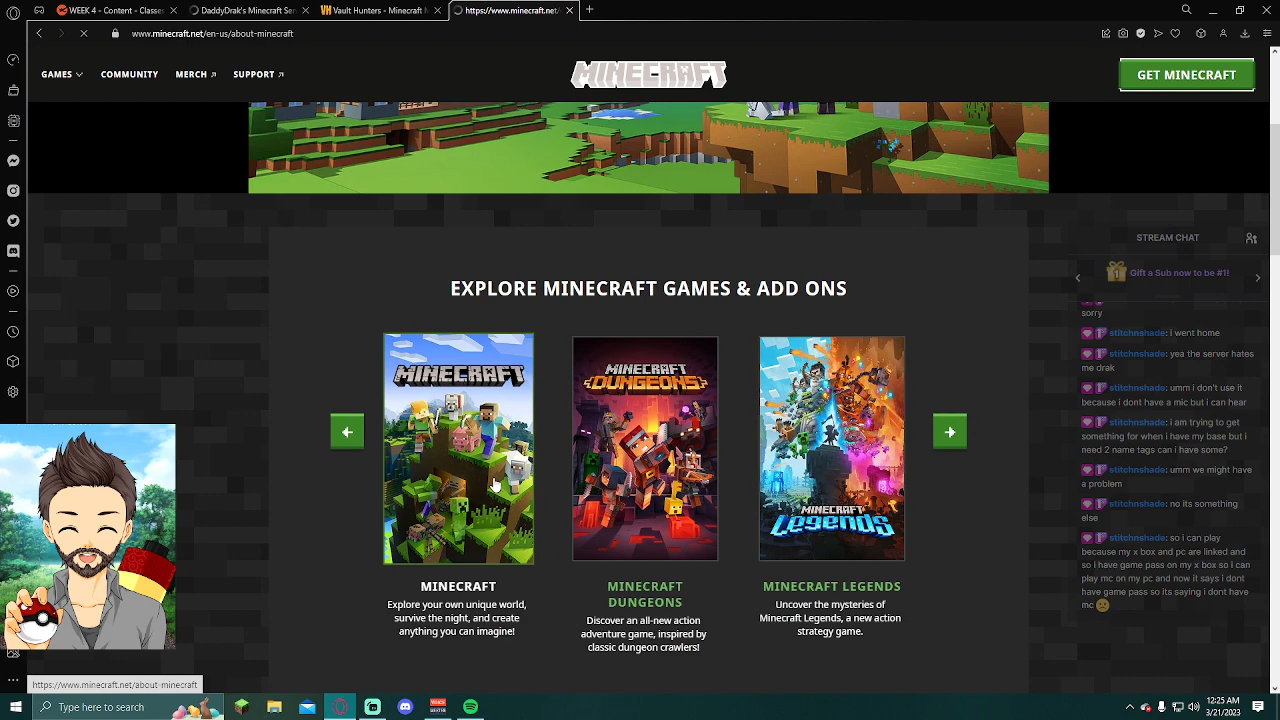 WEEK 4 - Content - Classes
DaddyDrak's Minecraft Serv
Vault Hunters - Minecraft M
https://www.minecraft.net/
www.minecraft.net/en-us/about-minecraft
GAMES
COMMUNITY
MERCH
SUPPORT
MINECRAFT
GET MINECRAFT
EXPLORE MINECRAFT GAMES & ADD ONS
MINECRAFT
MINECRAFT
DUNGEONS
MINECRAFT
Legends
MINECRAFT
Explore your own unique world,
survive the night, and create
anything you can imagine!
MINECRAFT
DUNGEONS
Discover an all-new action
adventure game, inspired by
classic dungeon crawlers!
MINECRAFT LEGENDS
Uncover the mysteries of
Minecraft Legends, a new action
strategy game.
STREAM CHAT
1
Gift a Sub now to be #1!
sorry
stitchnshade: i went home
stitchnshade: yea the server hates
me drak
stitchnshade: umm i don't use it
because i dont have a mic but i can hear
stitchnshade: i am trying to get
something for when i have my base but i
need 2 name tags can i have some?
stitchnshade: umm we might have
a problem
stitchnshade: no its something
else
stitchnshade: so i can play
because my x box and pc are linked and
so i have game pass on my x box so i can
play mc on my pc and now it says i dont
have game pass so its saying i dont have
mc
https://www.minecraft.net/about-minecraft
Type here to search
12:25 AM
3/21/2023